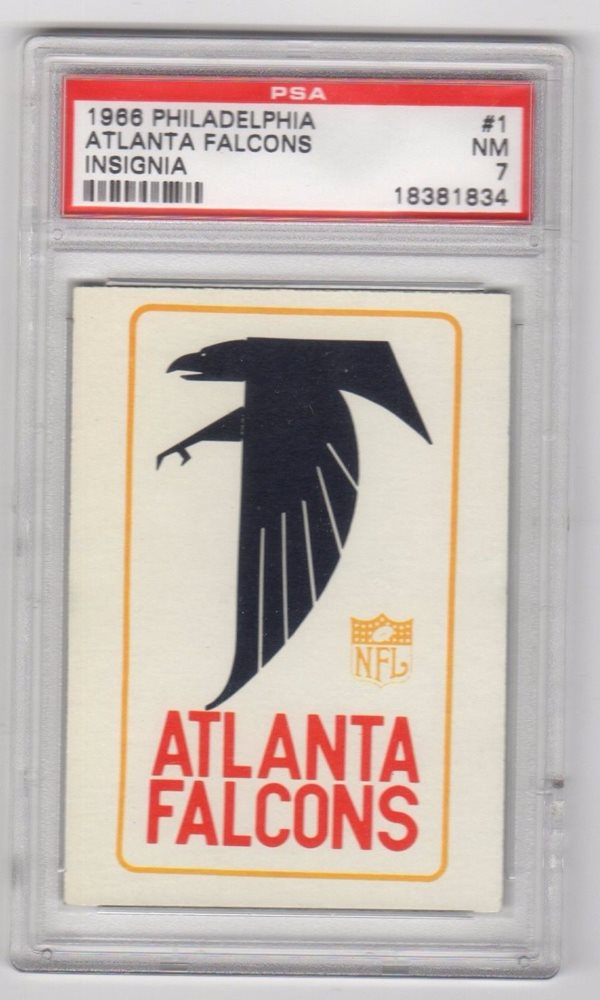 PSA
1966 PHILADELPHIA #1
ATLANTA FALCONS NM
INSIGNIA 7
18381834
NFL
ATLANTA
FALCONS